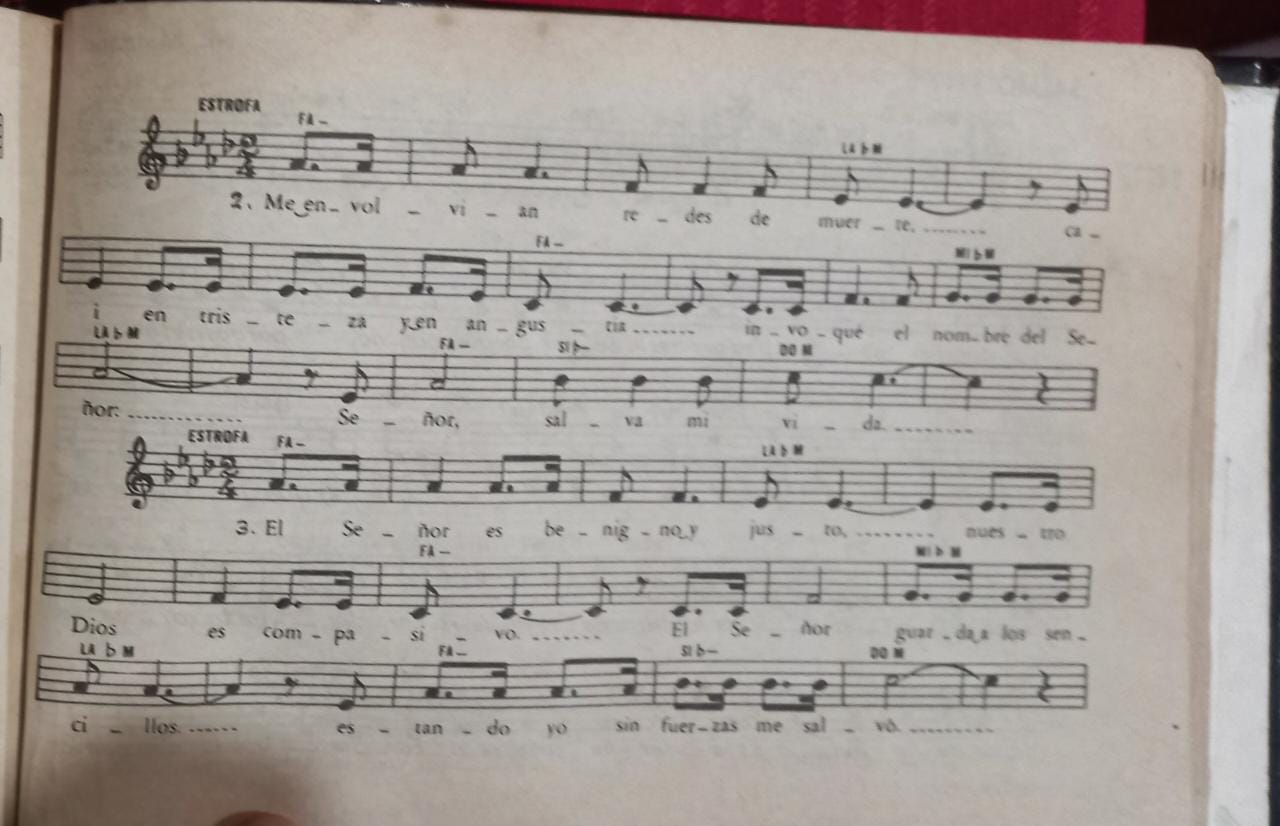 ESTROFA
FA–
LA b M
2. Me en_ vol _ vi _ an re _ des de muer _ te. ........ ca _
FA–
MI b M
i en tris _ te _ za y en an _ gus _ tia ....... in _ vo _ qué el nom_ bre del Se_
LA b M
FA–
SI b–
DO M
ñor: ............. Se _ ñor, sal _ va mi vi _ da. .........
ESTROFA
FA–
LA b M
3. El Se _ ñor es be _ nig _ no y jus _ to, ......... nues _ tro
FA–
MI b M
Dios es com _ pa _ si _ vo. ........ El Se _ ñor guar _ da a los sen _
LA b M
FA–
SI b–
DO M
ci _ llos. ...... es _ tan _ do yo sin fuer_ zas me sal _ vó. ..........